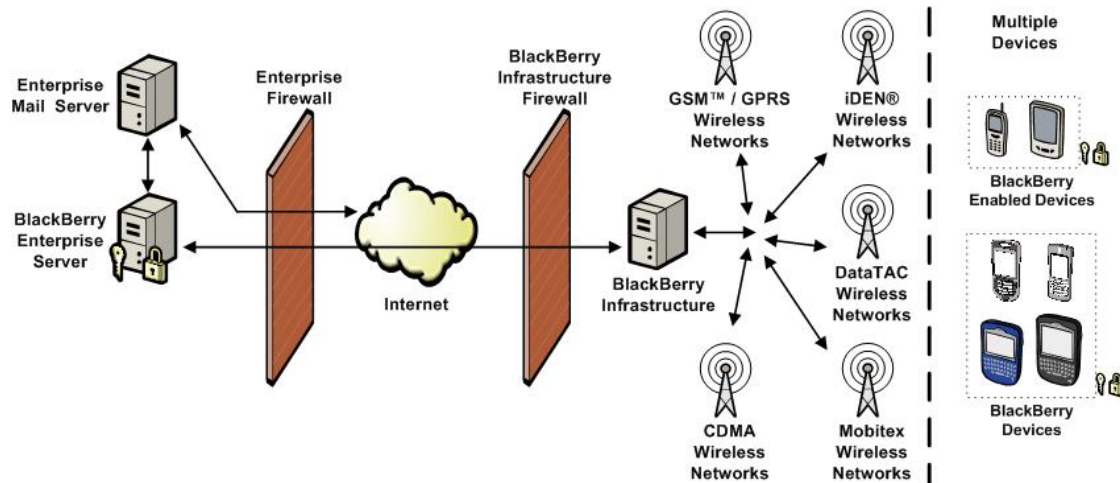 Enterprise
Mail Server
BlackBerry
Enterprise
Server
Enterprise
Firewall
Internet
BlackBerry
Infrastructure
Firewall
BlackBerry
Infrastructure
GSM™ / GPRS
Wireless
Networks
iDEN®
Wireless
Networks
DataTAC
Wireless
Networks
CDMA
Wireless
Networks
Mobitex
Wireless
Networks
Multiple
Devices
BlackBerry
Enabled Devices
BlackBerry
Devices